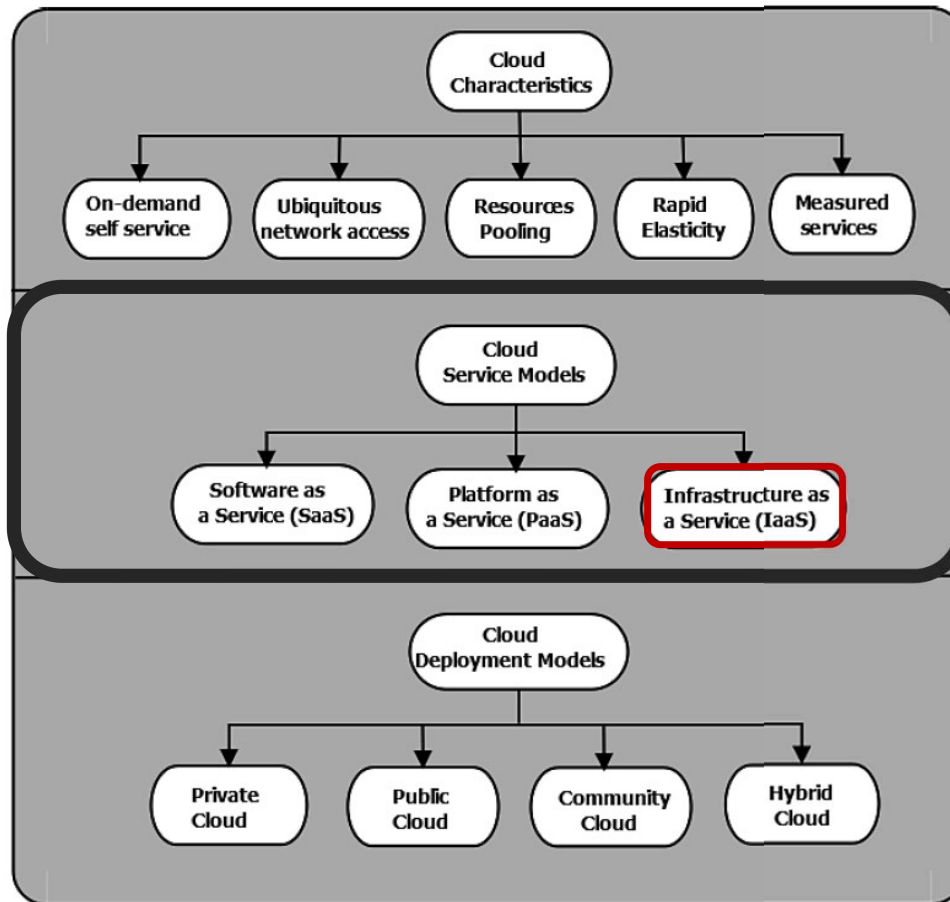 Cloud
Characteristics
On-demand
self service
Ubiquitous
network access
Resources
Pooling
Rapid
Elasticity
Measured
services
Cloud
Service Models
Software as
a Service (SaaS)
Platform as
a Service (PaaS)
Infrastructure as
a Service (IaaS)
Cloud
Deployment Models
Private
Cloud
Public
Cloud
Community
Cloud
Hybrid
Cloud